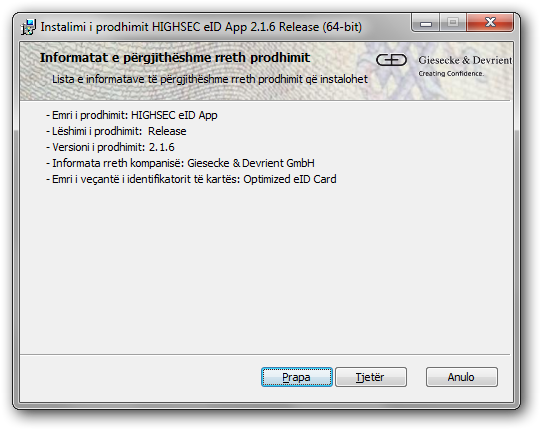 Instalimi i prodhimit HIGHSEC eID App 2.1.6 Release (64-bit)
Informatat e përgjithëshme rreth prodhimit
Lista e informatave të përgjithëshme rreth prodhimit që instalohet
Giesecke & Devrient
Creating Confidence.
- Emri i prodhimit: HIGHSEC eID App
- Lëshimi i prodhimit:  Release
- Versioni i prodhimit: 2.1.6
- Informata rreth kompanisë: Giesecke & Devrient GmbH
- Emri i veçantë i identifikatorit të kartës: Optimized eID Card
Prapa
Tjetër
Anulo